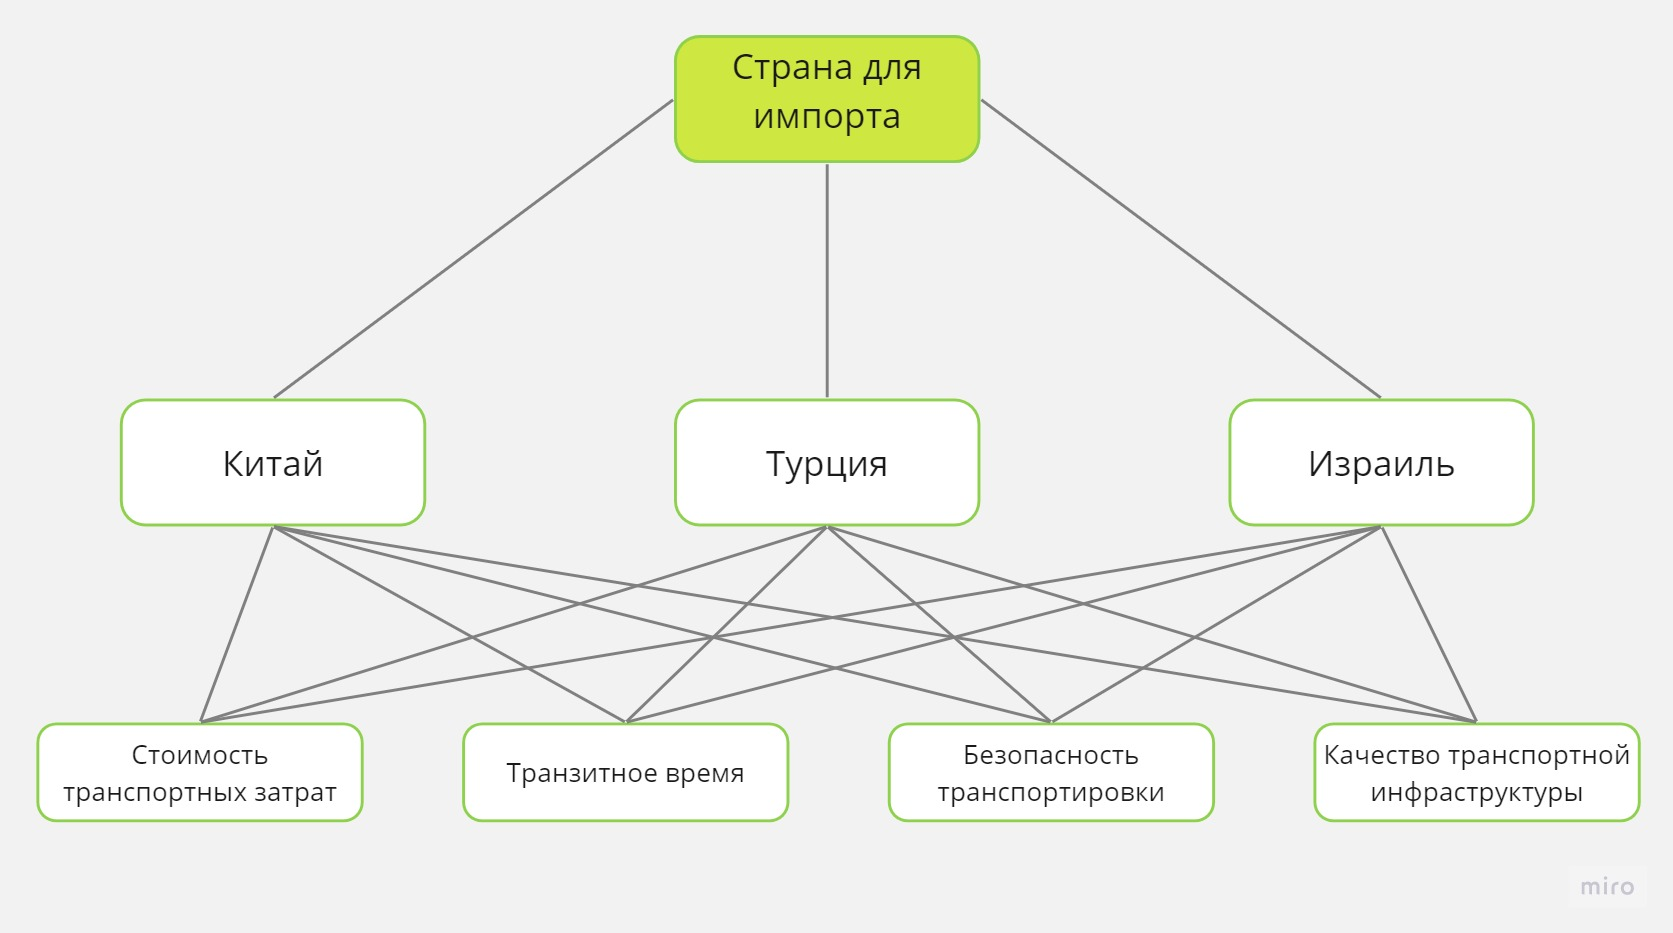 Страна для
импорта
Китай
Турция
Израиль
Стоимость
транспортных затрат
Транзитное время
Безопасность
транспортировки
Качество транспортной
инфраструктуры
miro